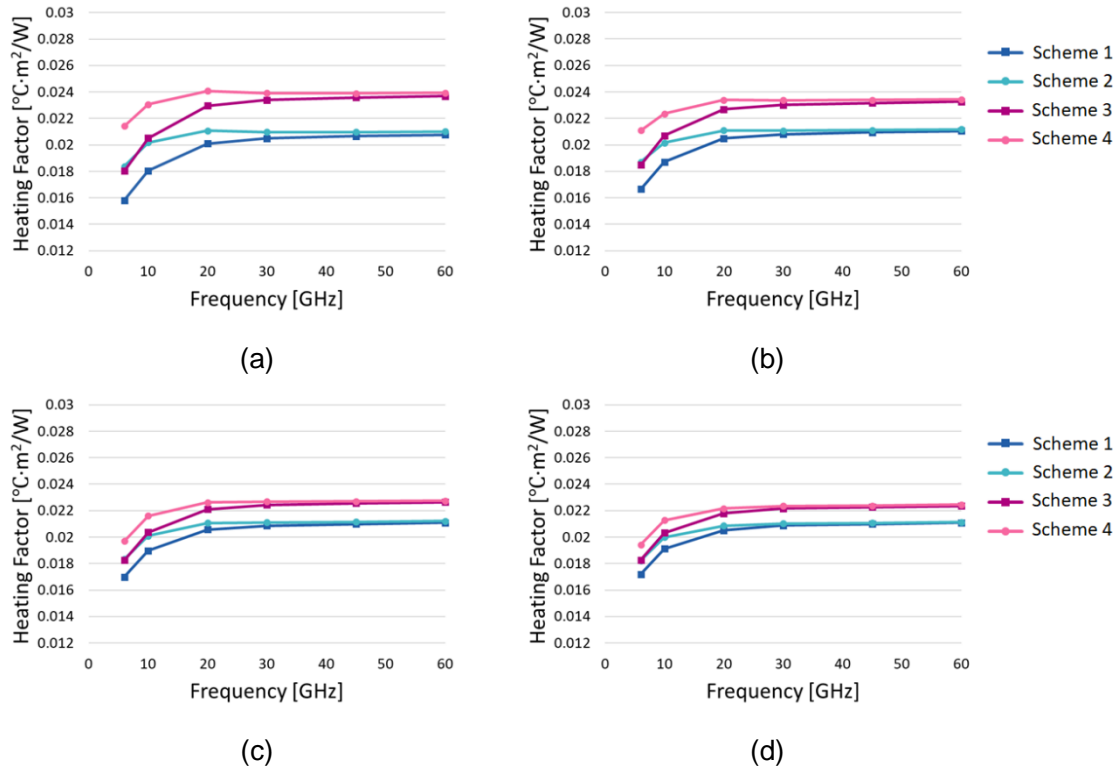 0.03
0.028
0.026
0.024
0.022
0.02
0.018
0.016
0.014
0.012
Heating Factor [°C·m²/W]
0 10 20 30 40 50 60
Frequency [GHz]
(a)
0.03
0.028
0.026
0.024
0.022
0.02
0.018
0.016
0.014
0.012
Heating Factor [°C·m²/W]
0 10 20 30 40 50 60
Frequency [GHz]
(b)
Scheme 1
Scheme 2
Scheme 3
Scheme 4
0.03
0.028
0.026
0.024
0.022
0.02
0.018
0.016
0.014
0.012
Heating Factor [°C·m²/W]
0 10 20 30 40 50 60
Frequency [GHz]
(c)
0.03
0.028
0.026
0.024
0.022
0.02
0.018
0.016
0.014
0.012
Heating Factor [°C·m²/W]
0 10 20 30 40 50 60
Frequency [GHz]
(d)
Scheme 1
Scheme 2
Scheme 3
Scheme 4